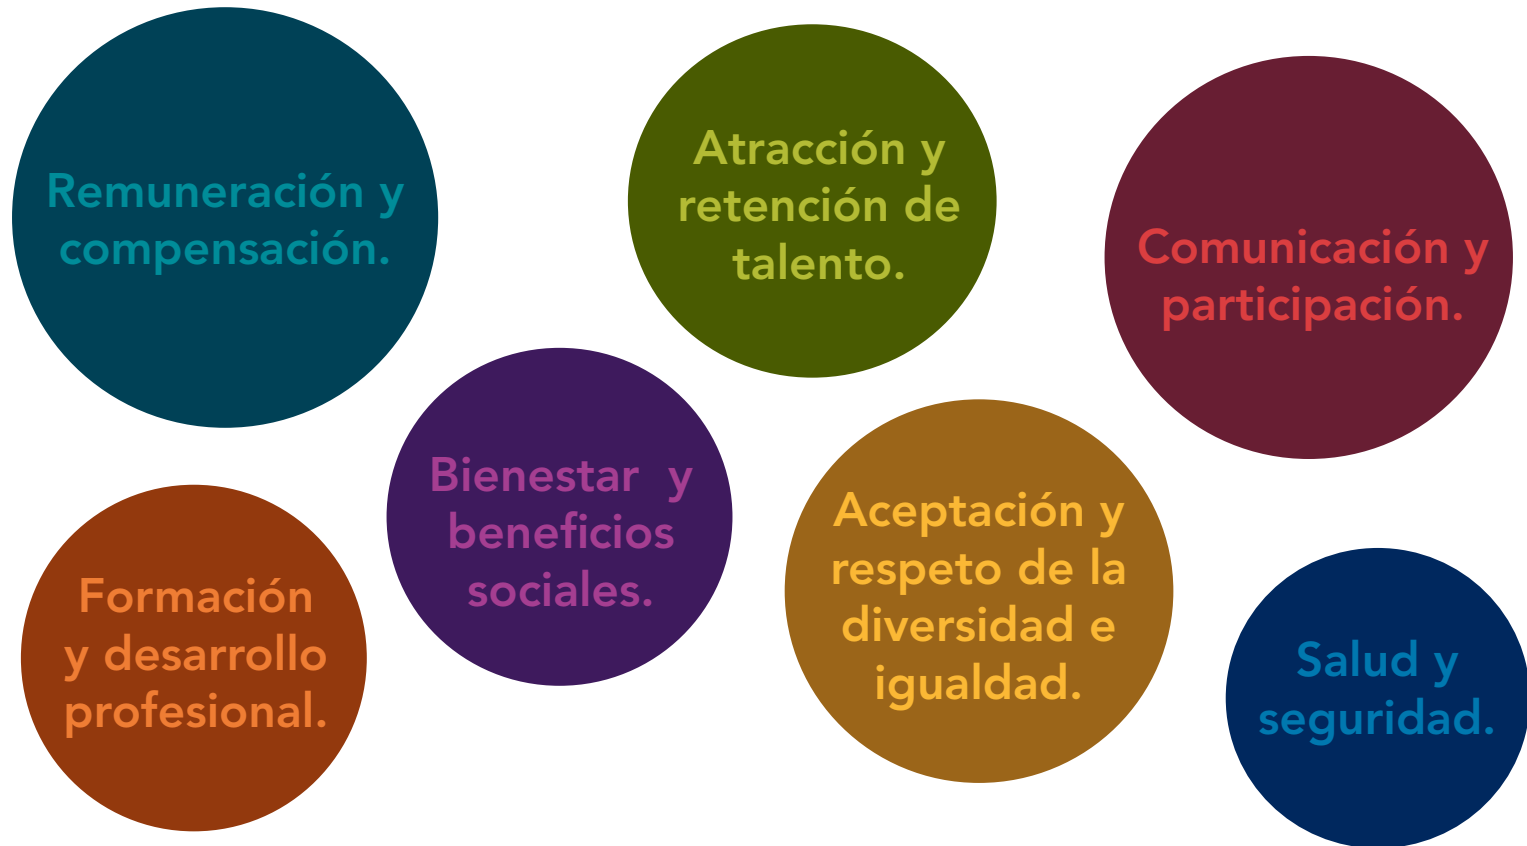 Remuneración y
compensación.
Atracción y
retención de
talento.
Comunicación y
participación.
Bienestar  y
beneficios
sociales.
Aceptación y
respeto de la
diversidad e
igualdad.
Formación
y desarrollo
profesional.
Salud y
seguridad.